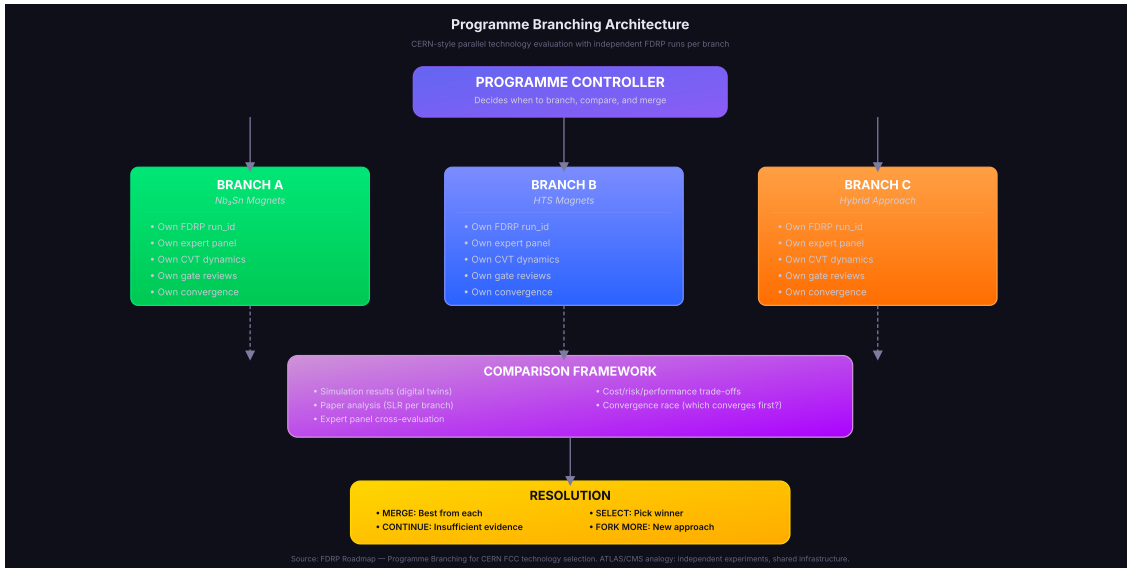 Programme Branching Architecture
CERN-style parallel technology evaluation with independent FDRP runs per branch
PROGRAMME CONTROLLER
Decides when to branch, compare, and merge
BRANCH A
Nb₃Sn Magnets
• Own FDRP run_id
• Own expert panel
• Own CVT dynamics
• Own gate reviews
• Own convergence
BRANCH B
HTS Magnets
• Own FDRP run_id
• Own expert panel
• Own CVT dynamics
• Own gate reviews
• Own convergence
BRANCH C
Hybrid Approach
• Own FDRP run_id
• Own expert panel
• Own CVT dynamics
• Own gate reviews
• Own convergence
COMPARISON FRAMEWORK
• Simulation results (digital twins)
• Paper analysis (SLR per branch)
• Expert panel cross-evaluation
• Cost/risk/performance trade-offs
• Convergence race (which converges first?)
RESOLUTION
• MERGE: Best from each
• CONTINUE: Insufficient evidence
• SELECT: Pick winner
• FORK MORE: New approach
Source: FDRP Roadmap — Programme Branching for CERN FCC technology selection. ATLAS/CMS analogy: independent experiments, shared infrastructure.